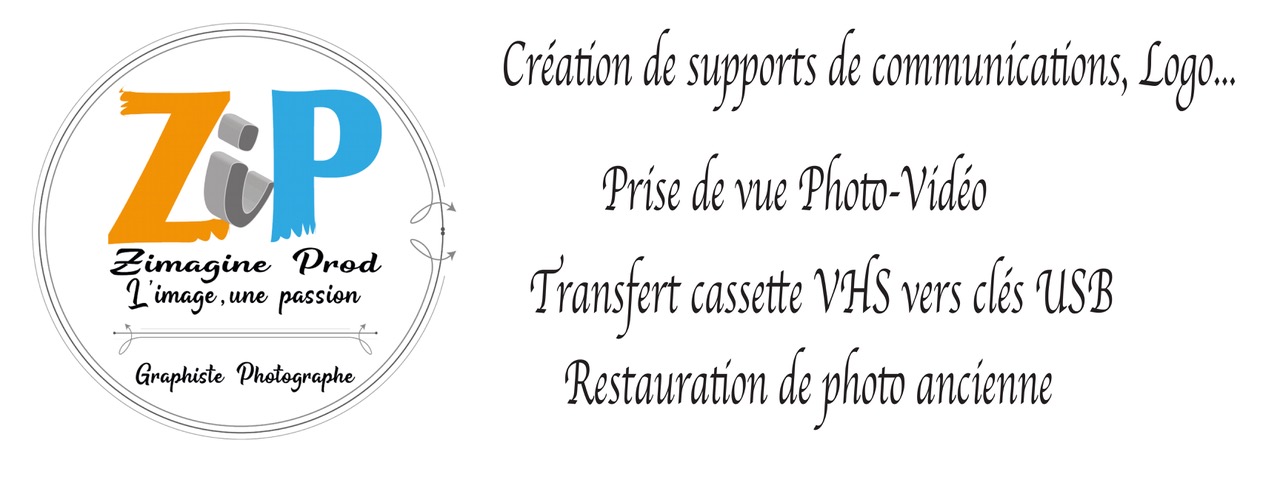 ZiP
Zimagine Prod
L'image, une passion
Graphiste Photographe
Création de supports de communications, Logo...
Prise de vue Photo-Vidéo
Transfert cassette VHS vers clés USB
Restauration de photo ancienne